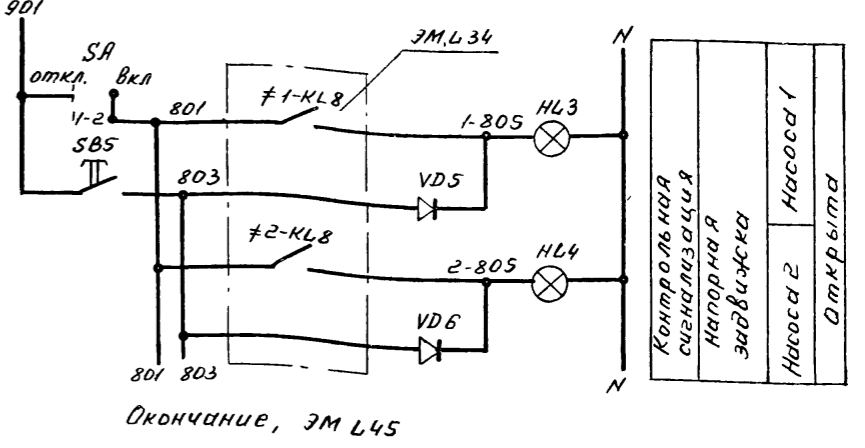 901
SA
откл.
вкл
1-2
SB5
801
803
≠1-KL8
≠2-KL8
ЭМ, L34
1-805
HL3
VD5
2-805
HL4
VD6
N
N
801
803
Контрольная
сигнализация
напорная
задвижка
Насоса 2
Насоса 1
открыта
Окончание, ЭМ L45